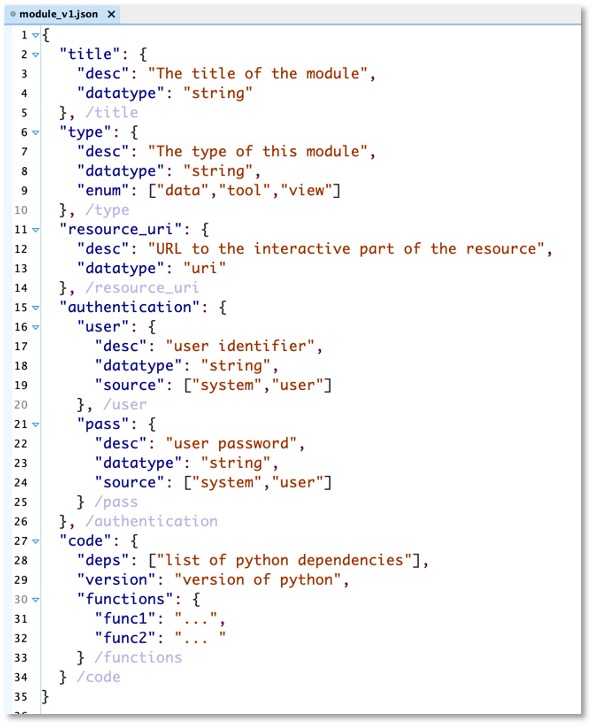 module_v1.json ×
1 {
2   "title": {
3     "desc": "The title of the module",
4     "datatype": "string"
5   }, /title
6   "type": {
7     "desc": "The type of this module",
8     "datatype": "string",
9     "enum": ["data","tool","view"]
10   }, /type
11   "resource_uri": {
12     "desc": "URL to the interactive part of the resource",
13     "datatype": "uri"
14   }, /resource_uri
15   "authentication": {
16     "user": {
17       "desc": "user identifier",
18       "datatype": "string",
19       "source": ["system","user"]
20     }, /user
21     "pass": {
22       "desc": "user password",
23       "datatype": "string",
24       "source": ["system","user"]
25     } /pass
26   }, /authentication
27   "code": {
28     "deps": ["list of python dependencies"],
29     "version": "version of python",
30     "functions": {
31       "func1": "...",
32       "func2": "... "
33     } /functions
34   } /code
35 }